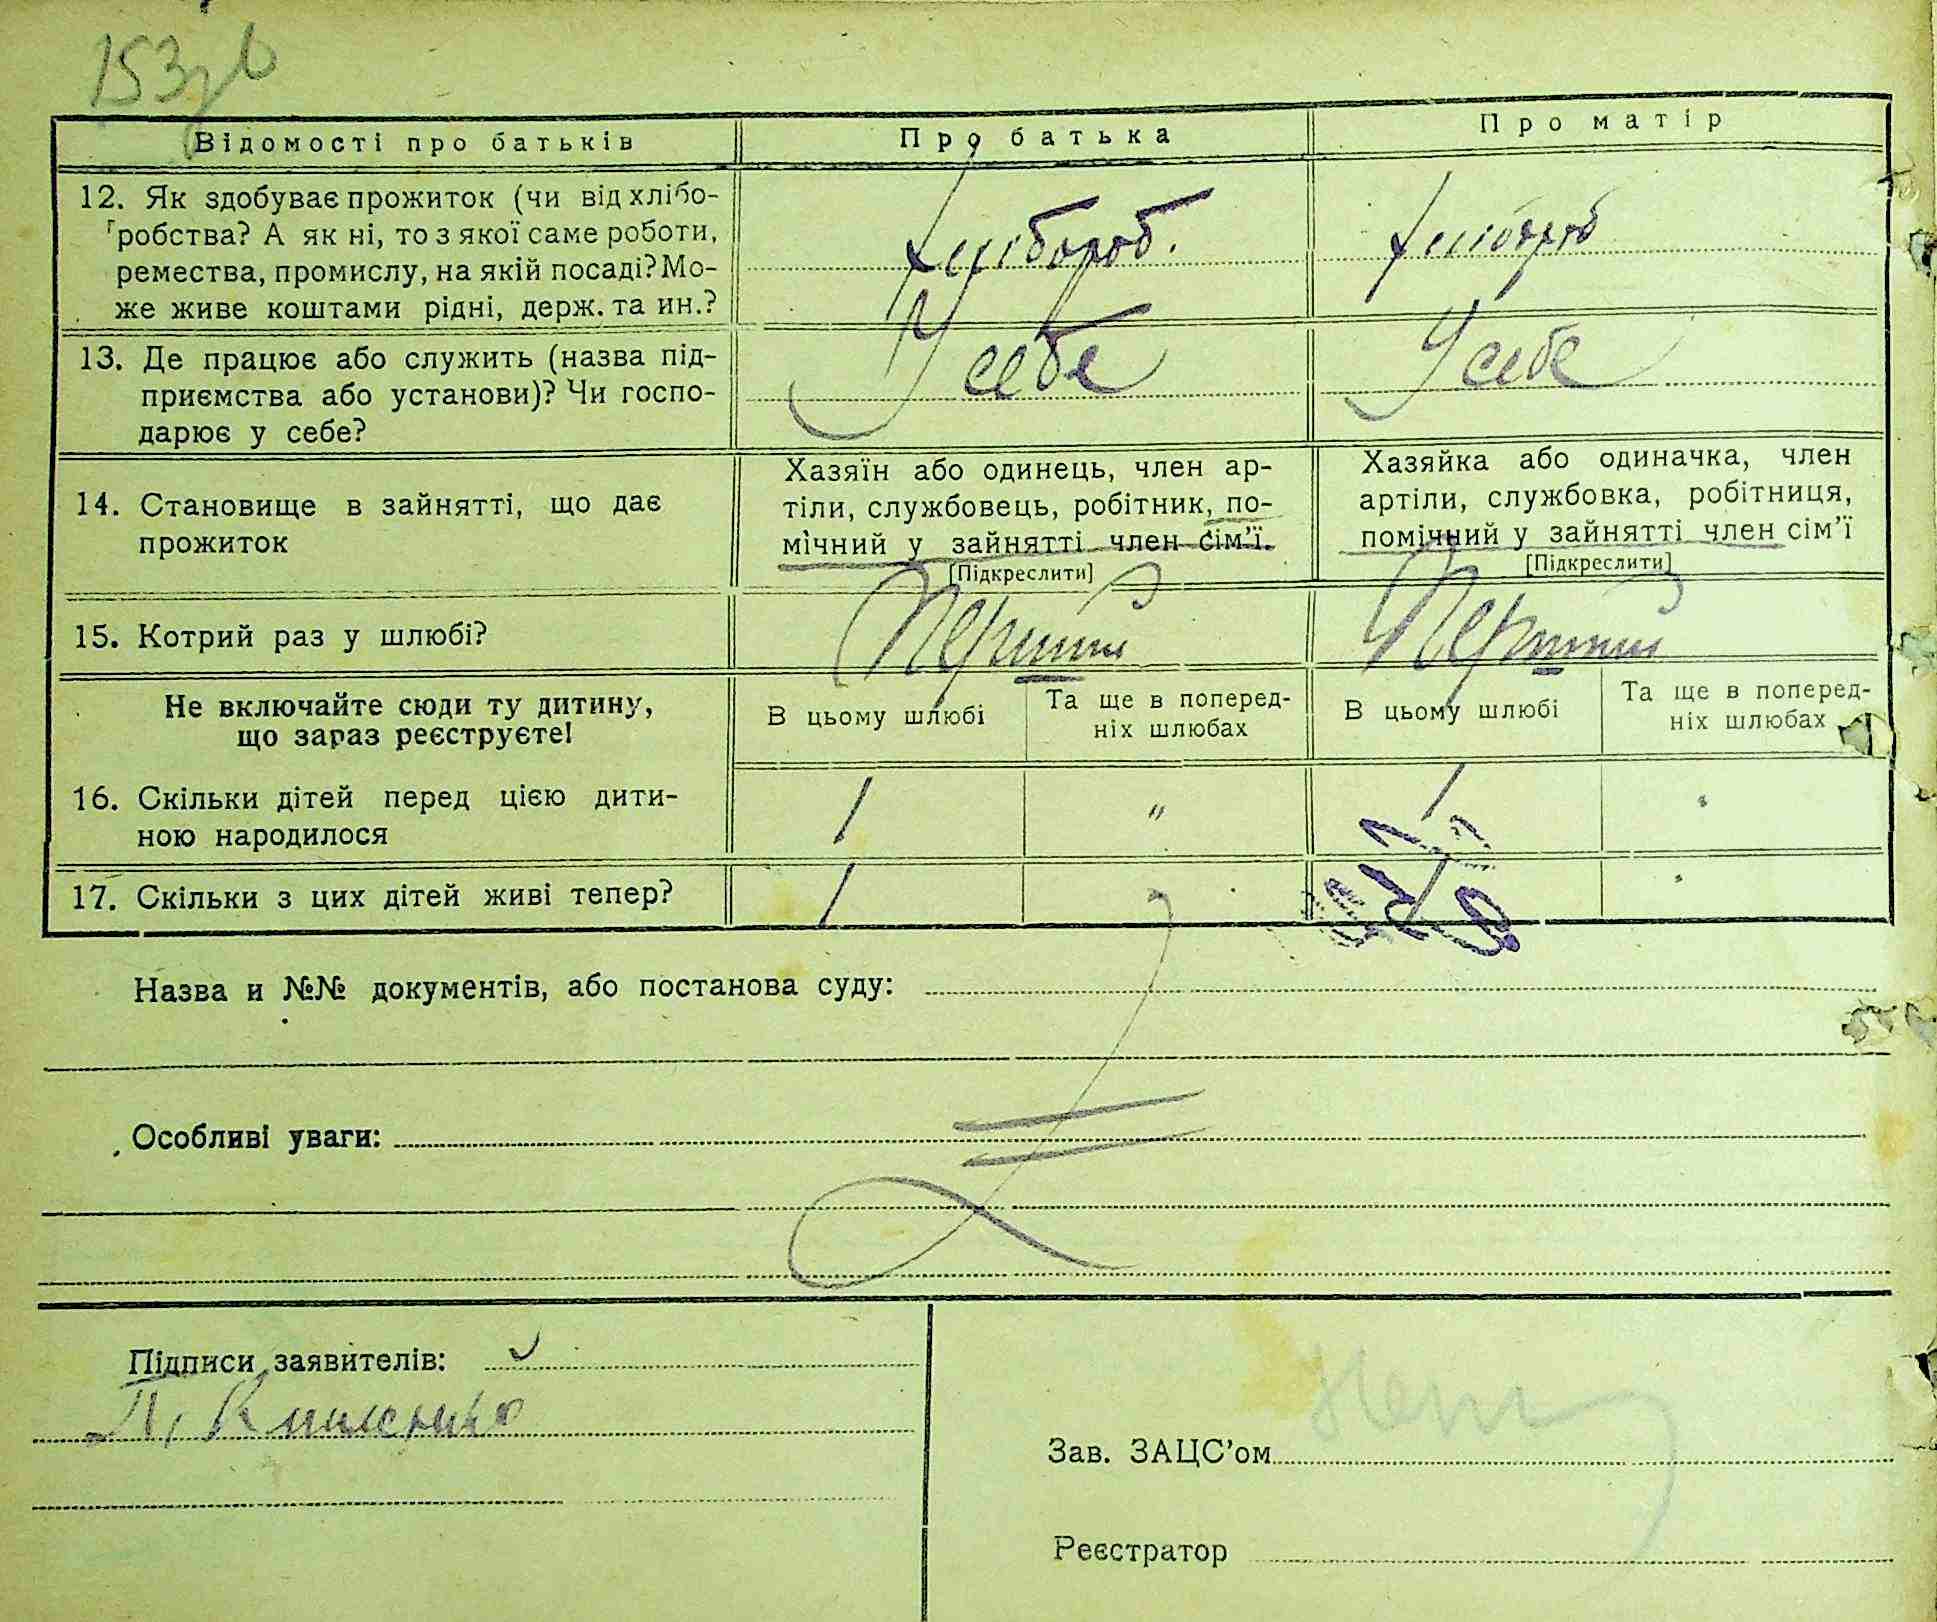 153зв
Відомості про батьків
Про батька
Про матір
12. Як здобуває прожиток (чи від хлібо-
робства? А як ні, то з якої саме роботи,
ремества, промислу, на якій посаді? Мо-
же живе коштами рідні, держ. та ин.?
Хлібороб.
Хлібороб
13. Де працює або служить (назва під-
приємства або установи)? Чи госпо-
дарює у себе?
У себе
У себе
14. Становище в зайнятті, що дає
прожиток
Хазяїн або одинець, член ар-
тіли, службовець, робітник, по-
мічний у зайнятті член сім'ї.
[Підкреслити]
Хазяйка або одиначка, член
артіли, службовка, робітниця,
помічний у зайнятті член сім'ї
[Підкреслити]
15. Котрий раз у шлюбі?
Перший
Перший
Не включайте сюди ту дитину,
що зараз реєструєте!
В цьому шлюбі
Та ще в поперед-
ніх шлюбах
В цьому шлюбі
Та ще в поперед-
ніх шлюбах
16. Скільки дітей перед цією дити-
ною народилося
1
"
1
"
17. Скільки з цих дітей живі тепер?
1
"
Назва и №№ документів, або постанова суду:
Особливі уваги:
Підписи заявителів:
Зав. ЗАЦС'ом
Реєстратор